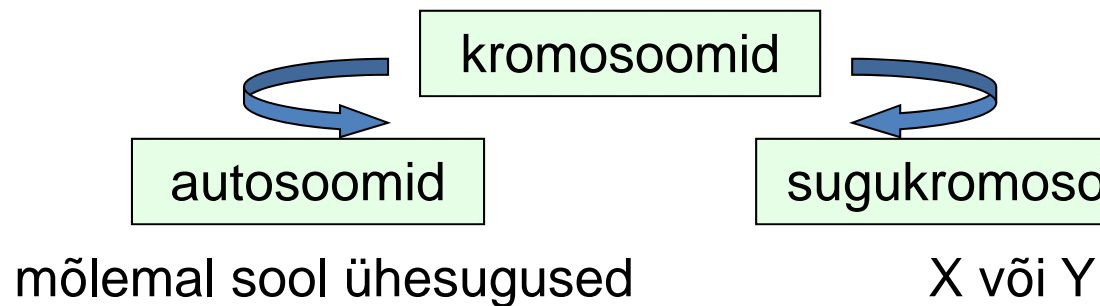 kromosoomid
autosoomid
sugukromoso
mõlemal sool ühesugused
X või Y